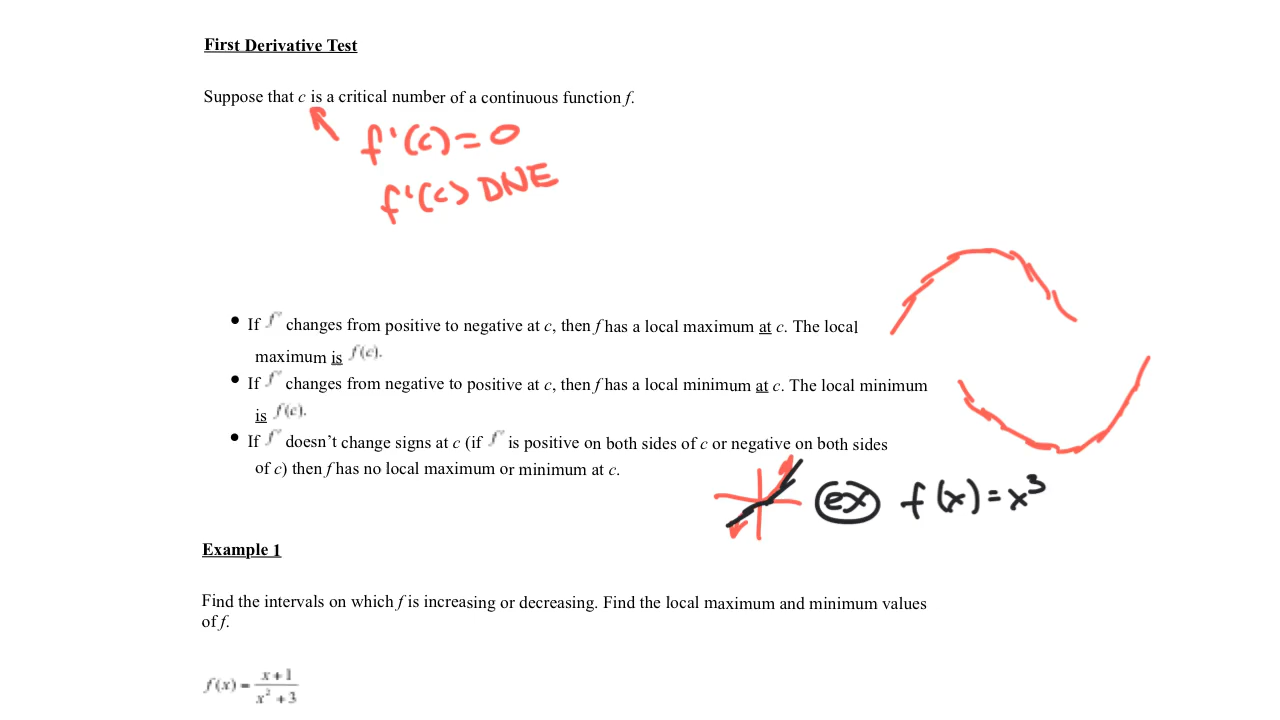 First Derivative Test
Suppose that c is a critical number of a continuous function f.
f'(c) = 0
f'(c) DNE
• If f' changes from positive to negative at c, then f has a local maximum at c. The local
maximum is f(c).
• If f' changes from negative to positive at c, then f has a local minimum at c. The local minimum
is f(c).
• If f' doesn't change signs at c (if f' is positive on both sides of c or negative on both sides
of c) then f has no local maximum or minimum at c.
ex f(x) = x³
Example 1
Find the intervals on which f is increasing or decreasing. Find the local maximum and minimum values
of f.
f(x) = x + 1
x² + 3